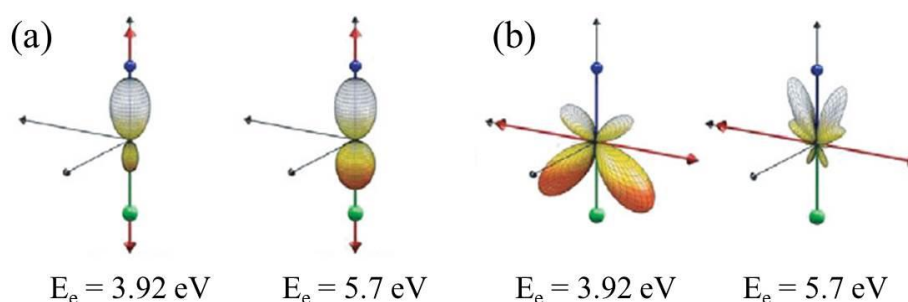 (a)
(b)
Eₑ = 3.92 eV
Eₑ = 5.7 eV
Eₑ = 3.92 eV
Eₑ = 5.7 eV